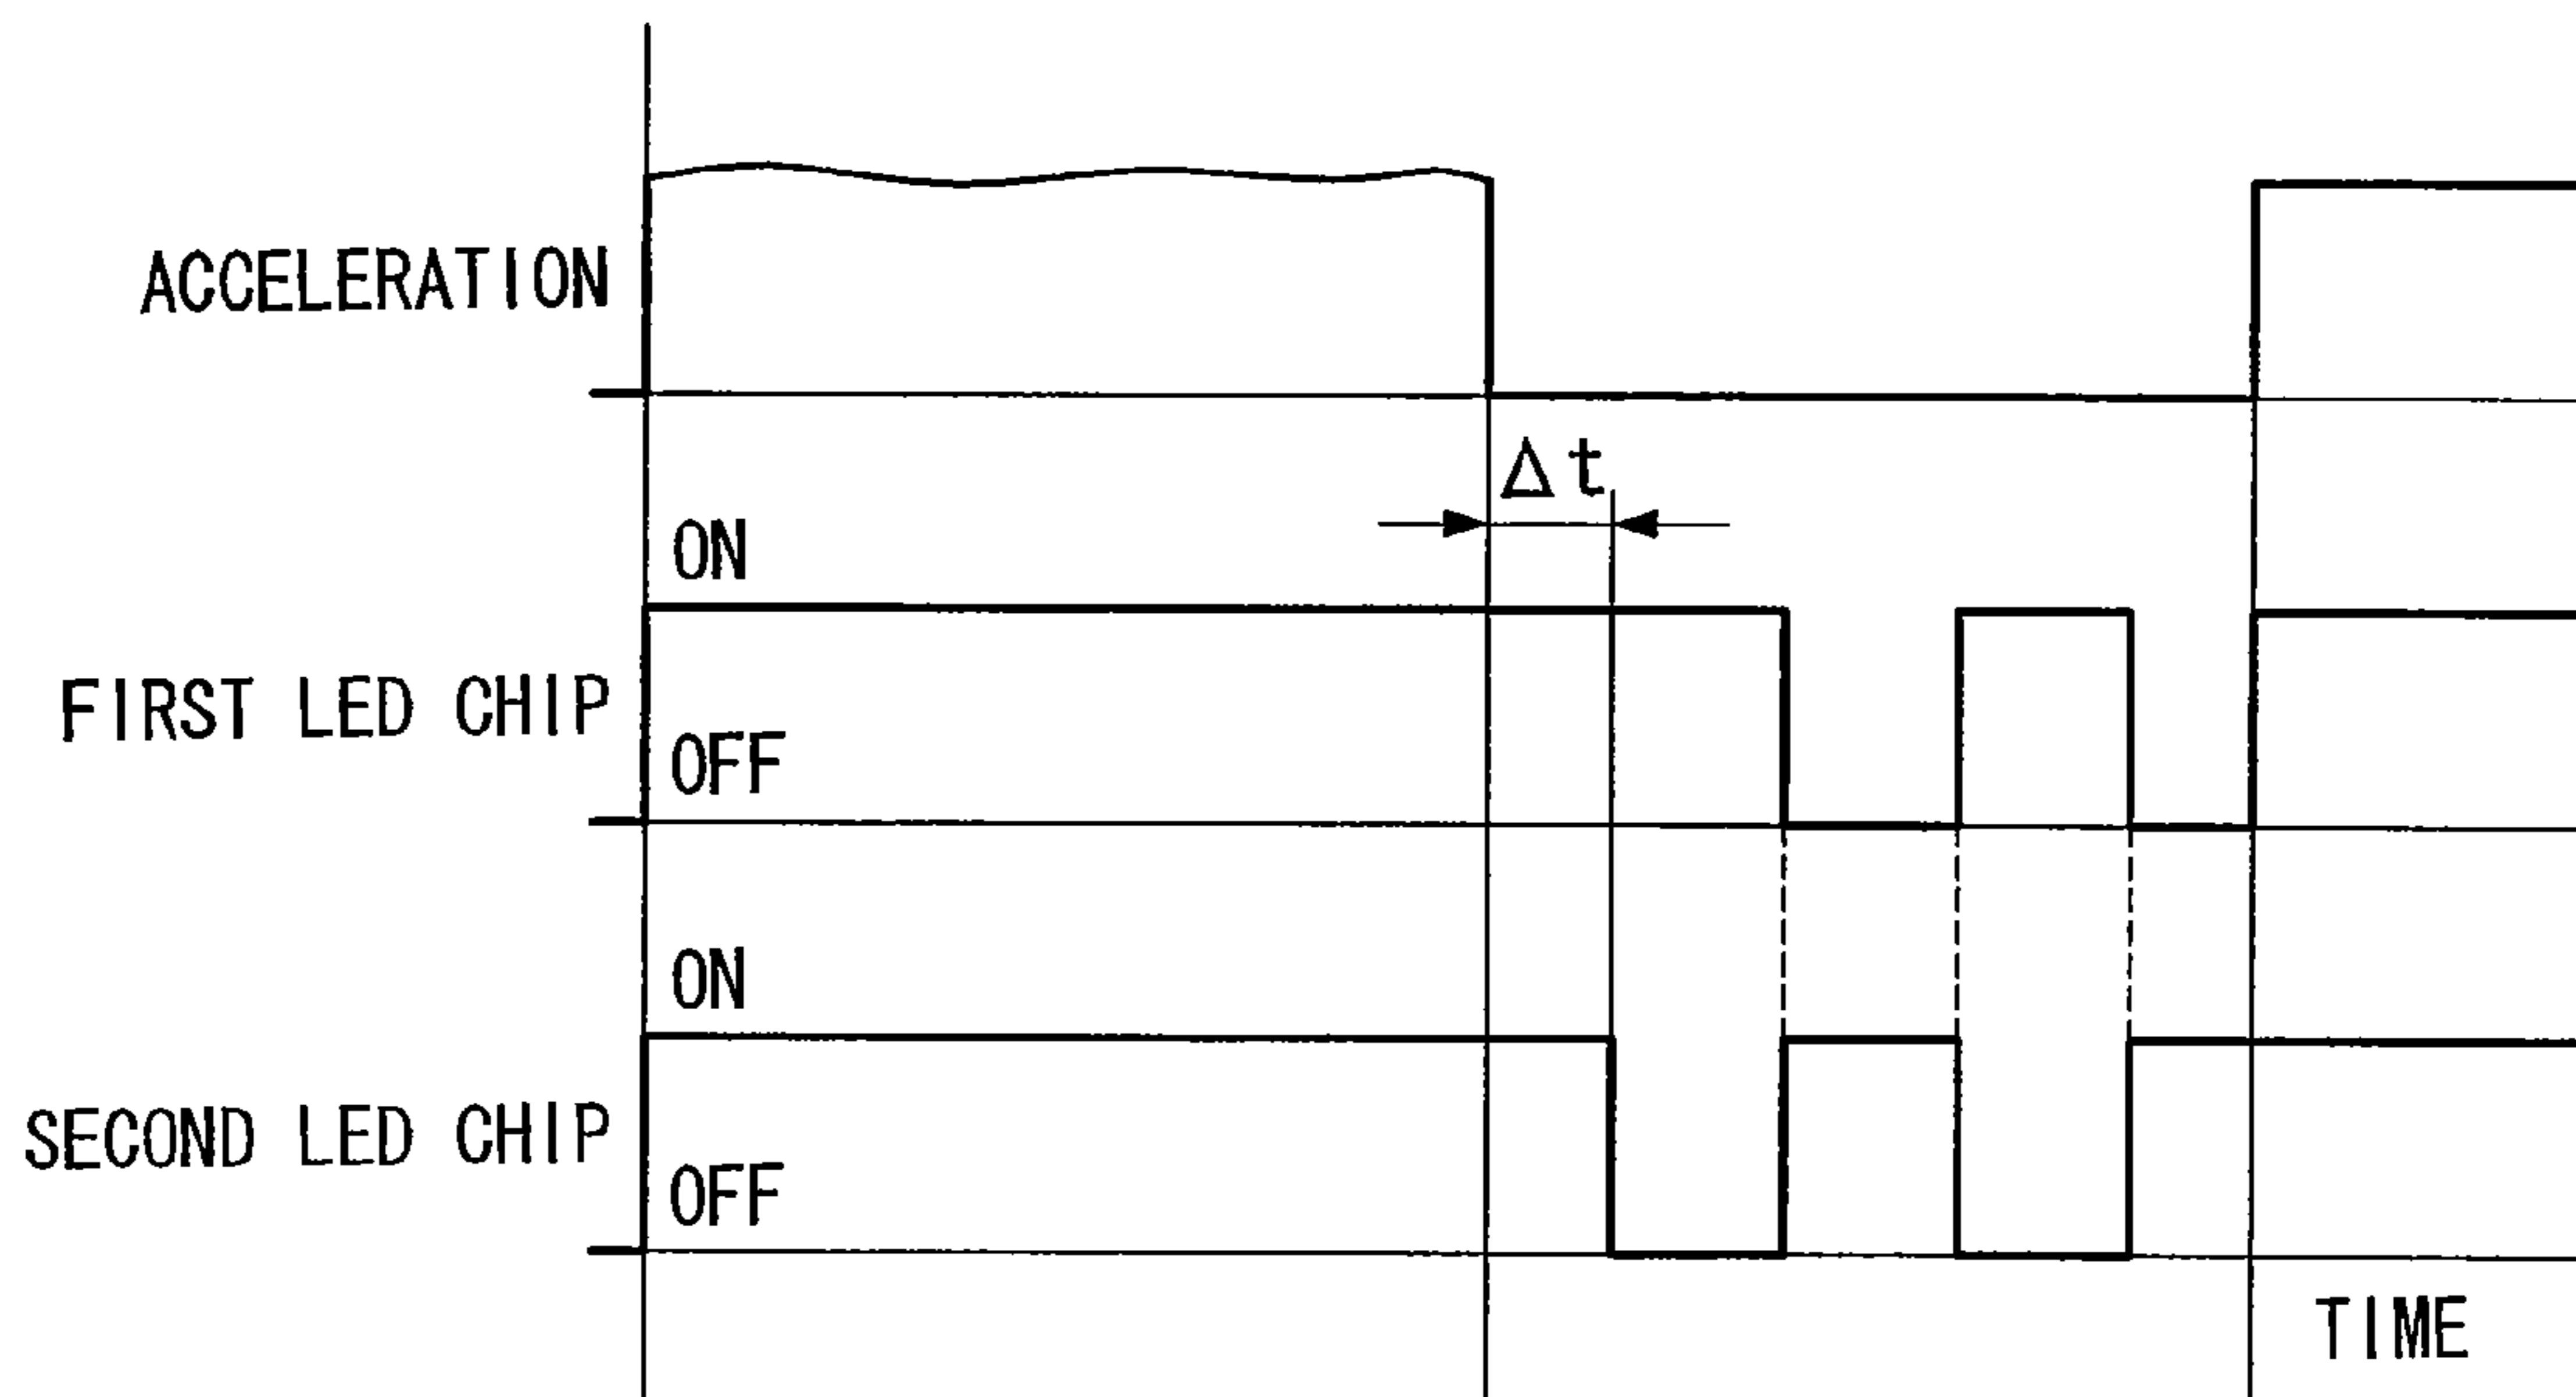 ACCELERATION
Δt
ON
FIRST LED CHIP
OFF
ON
SECOND LED CHIP
OFF
TIME